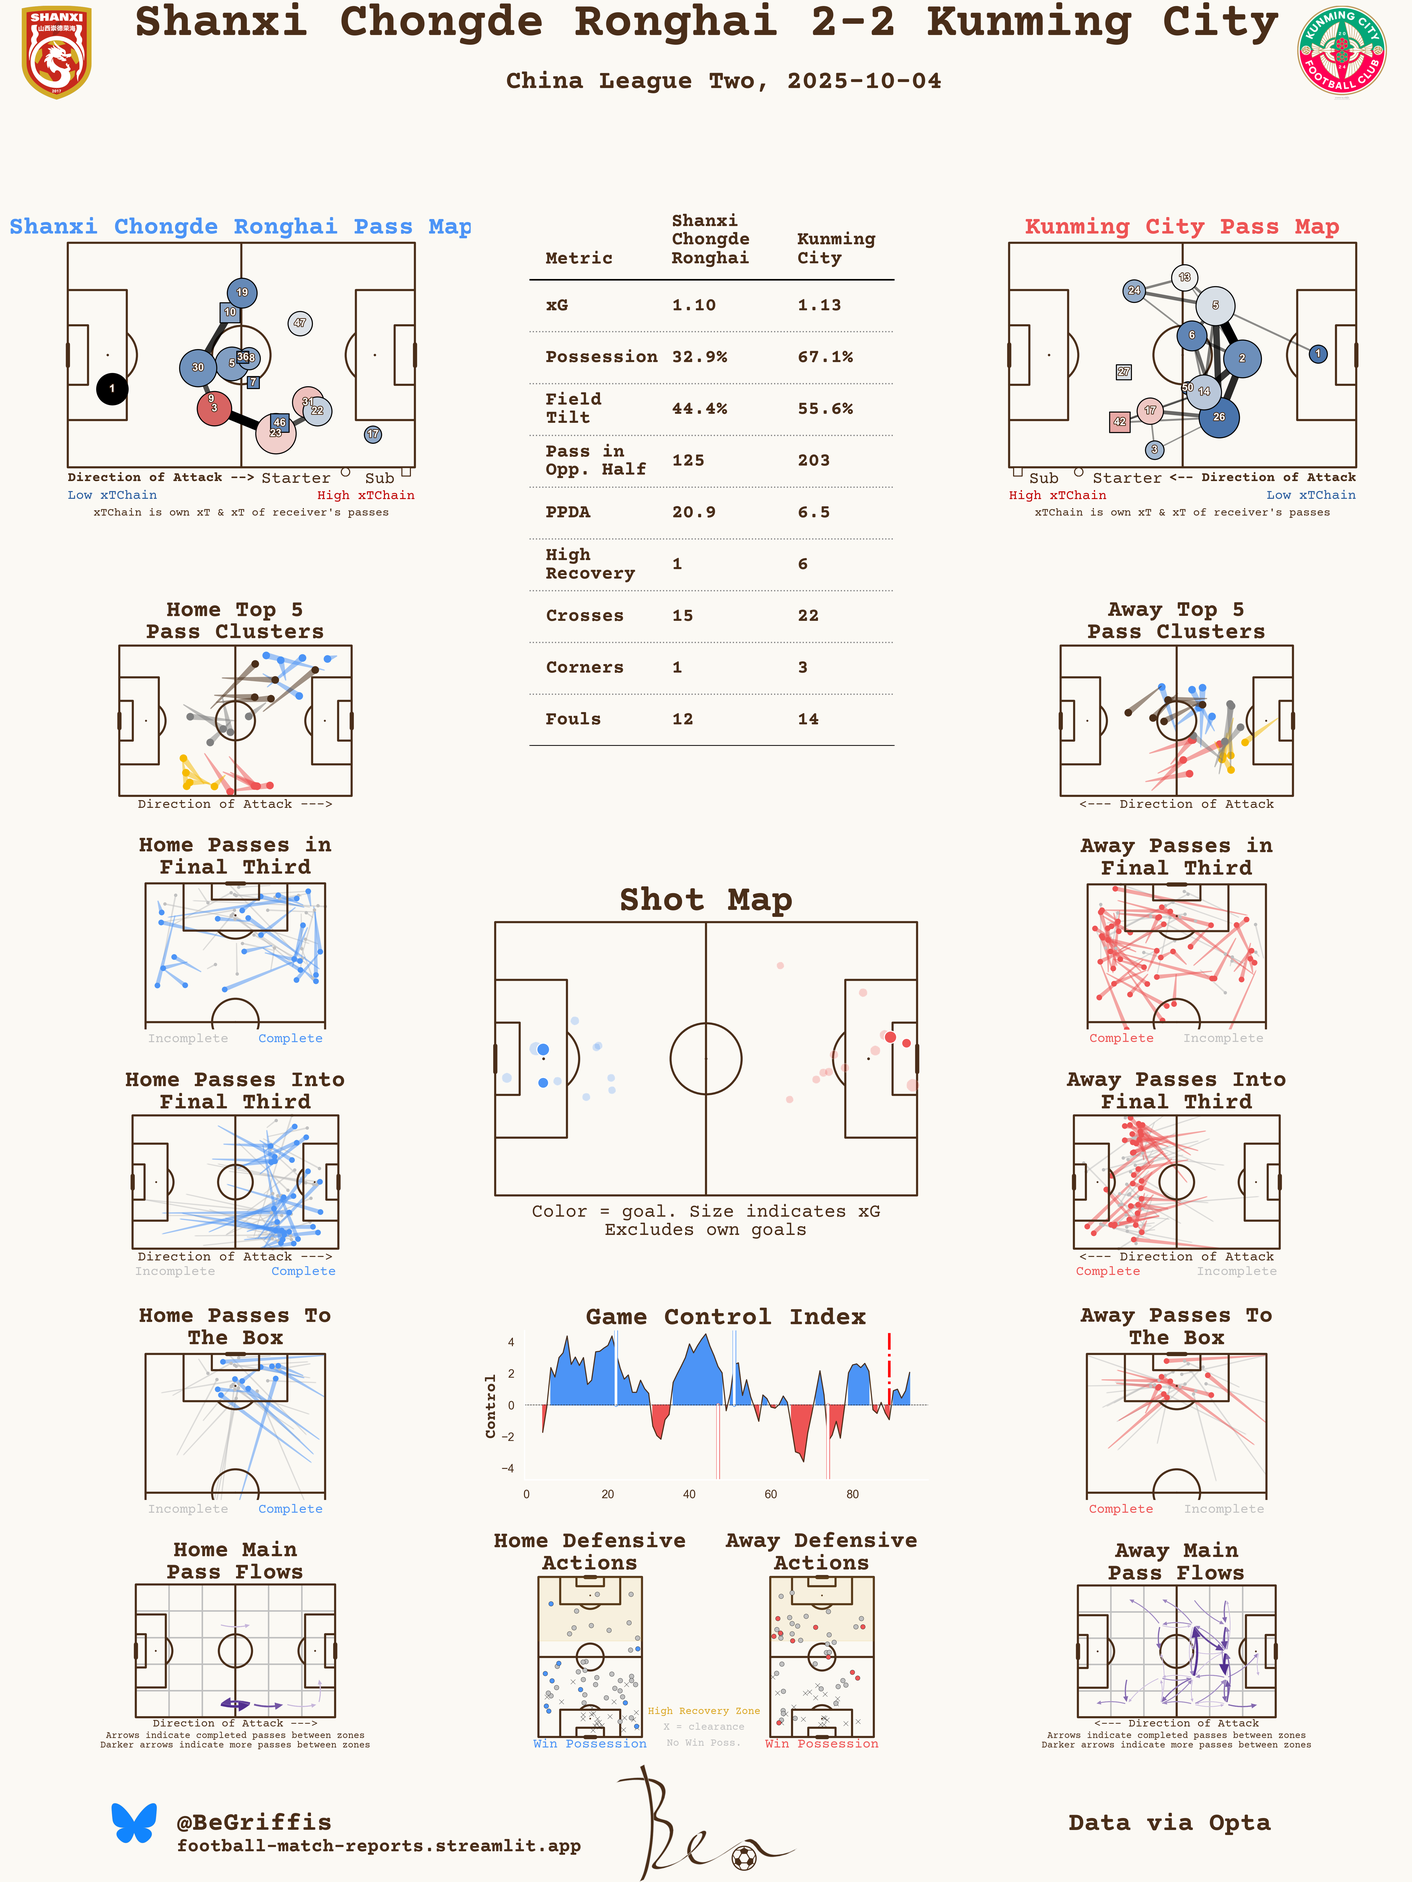 Shanxi Chongde Ronghai 2-2 Kunming City
China League Two, 2025-10-04
SHANXI
山西崇德荣海
2017
KUNMING CITY
FOOTBALL CLUB
Shanxi Chongde Ronghai Pass Map
19
10
47
30
5
36
8
7
1
9
3
31
22
46
23
17
Direction of Attack --> Starter Sub
Low xTChain High xTChain
xTChain is own xT & xT of receiver's passes
Metric Shanxi Chongde Ronghai Kunming City
xG 1.10 1.13
Possession 32.9% 67.1%
Field Tilt 44.4% 55.6%
Pass in Opp. Half 125 203
PPDA 20.9 6.5
High Recovery 1 6
Crosses 15 22
Corners 1 3
Fouls 12 14
Kunming City Pass Map
13
24
5
6
2
1
27
50
14
17
26
42
3
Sub Starter <-- Direction of Attack
High xTChain Low xTChain
xTChain is own xT & xT of receiver's passes
Home Top 5
Pass Clusters
Direction of Attack --->
Away Top 5
Pass Clusters
<--- Direction of Attack
Home Passes in
Final Third
Incomplete Complete
Away Passes in
Final Third
Complete Incomplete
Shot Map
Color = goal. Size indicates xG
Excludes own goals
Home Passes Into
Final Third
Direction of Attack --->
Incomplete Complete
Away Passes Into
Final Third
<--- Direction of Attack
Complete Incomplete
Home Passes To
The Box
Incomplete Complete
Game Control Index
Control
4
2
0
−2
−4
0 20 40 60 80
Away Passes To
The Box
Complete Incomplete
Home Main
Pass Flows
Direction of Attack --->
Arrows indicate completed passes between zones
Darker arrows indicate more passes between zones
Home Defensive
Actions
Win Possession
Away Defensive
Actions
Win Possession
High Recovery Zone
X = clearance
No Win Poss.
Away Main
Pass Flows
<--- Direction of Attack
Arrows indicate completed passes between zones
Darker arrows indicate more passes between zones
@BeGriffis
football-match-reports.streamlit.app
Ben
Data via Opta